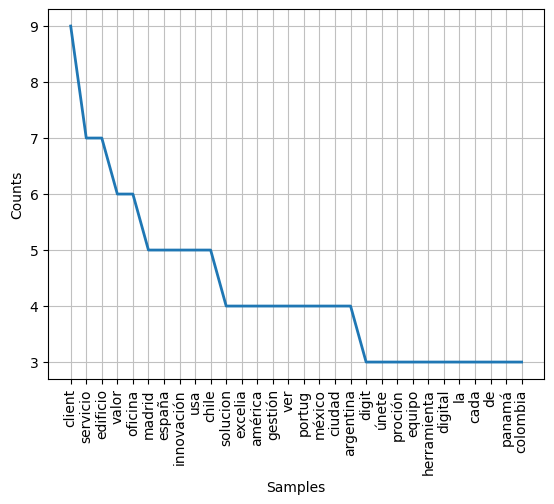 9
8
7
6
5
4
3
Counts
client
servicio
edificio
valor
oficina
madrid
españa
innovación
usa
chile
solucion
excelia
américa
gestión
ver
portug
méxico
ciudad
argentina
digit
únete
proción
equipo
herramienta
digital
la
cada
de
panamá
colombia
Samples